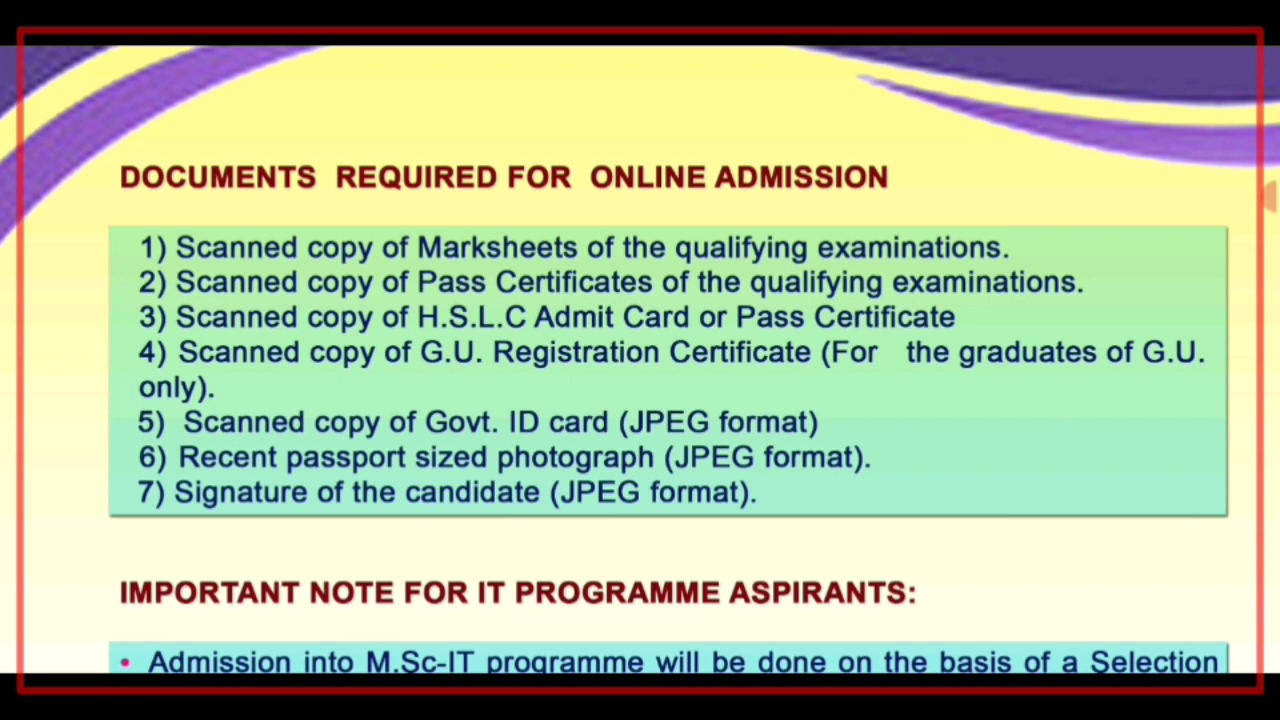 DOCUMENTS REQUIRED FOR ONLINE ADMISSION
1) Scanned copy of Marksheets of the qualifying examinations.
2) Scanned copy of Pass Certificates of the qualifying examinations.
3) Scanned copy of H.S.L.C Admit Card or Pass Certificate
4) Scanned copy of G.U. Registration Certificate (For the graduates of G.U.
only).
5) Scanned copy of Govt. ID card (JPEG format)
6) Recent passport sized photograph (JPEG format).
7) Signature of the candidate (JPEG format).
IMPORTANT NOTE FOR IT PROGRAMME ASPIRANTS:
• Admission into M.Sc-IT programme will be done on the basis of a Selection